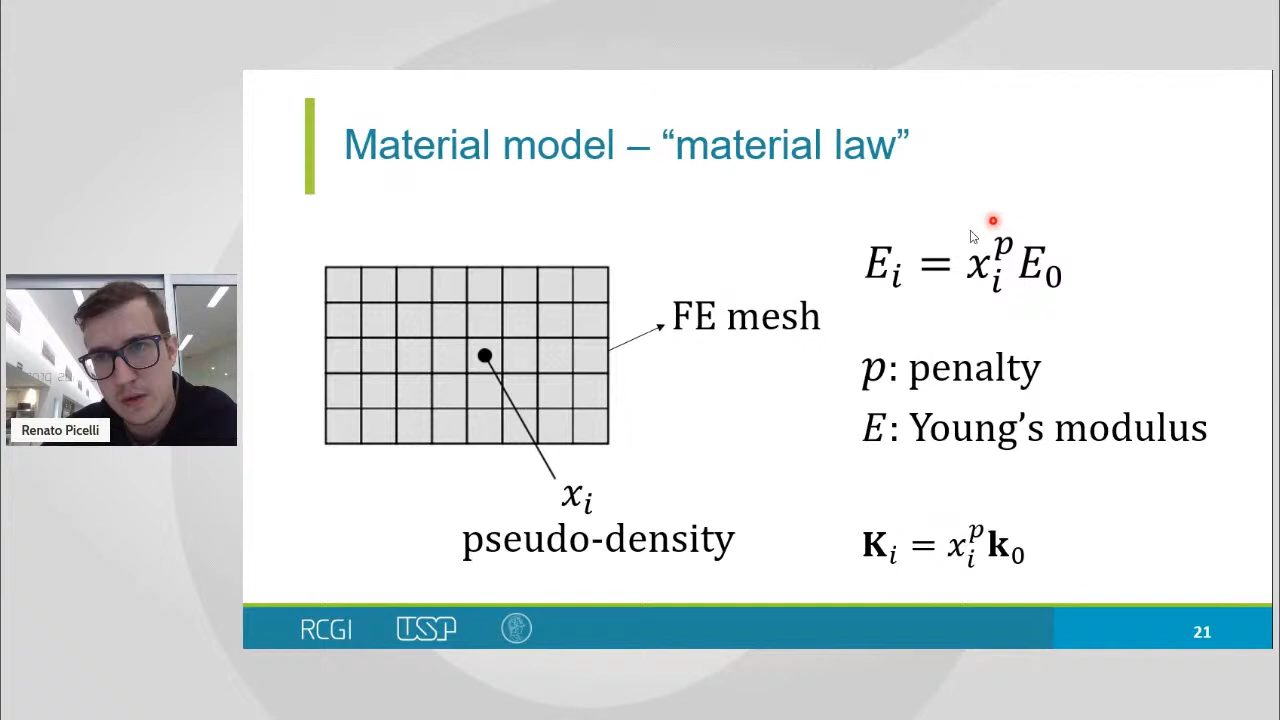 Material model – “material law”
E_i = x_i^p E_0
FE mesh
p: penalty
E: Young’s modulus
x_i
pseudo-density
K_i = x_i^p k_0
Renato Picelli
RCGI
USP
21